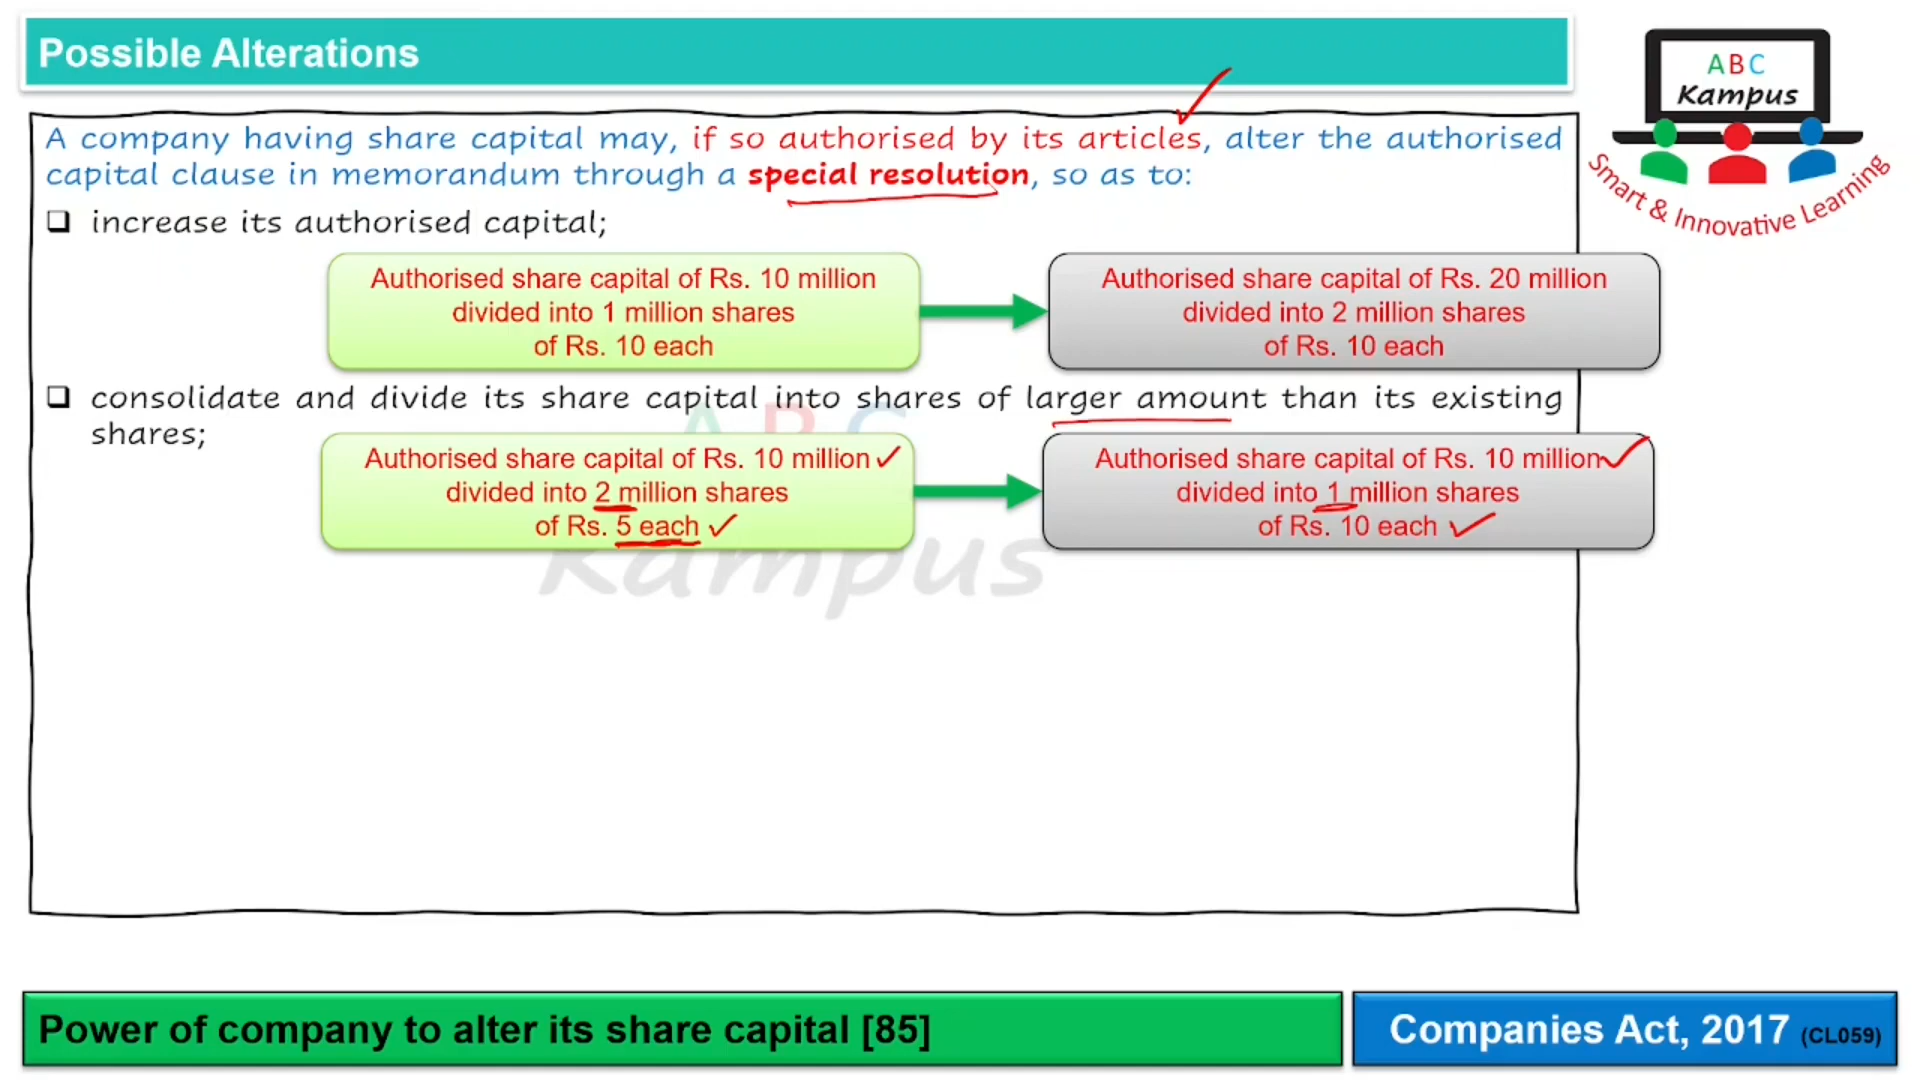 Possible Alterations
ABC
Kampus
Smart & Innovative Learning
A company having share capital may, if so authorised by its articles, alter the authorised
capital clause in memorandum through a special resolution, so as to:
increase its authorised capital;
Authorised share capital of Rs. 10 million
divided into 1 million shares
of Rs. 10 each
Authorised share capital of Rs. 20 million
divided into 2 million shares
of Rs. 10 each
consolidate and divide its share capital into shares of larger amount than its existing
shares;
Authorised share capital of Rs. 10 million
divided into 2 million shares
of Rs. 5 each
Authorised share capital of Rs. 10 million
divided into 1 million shares
of Rs. 10 each
ABC
Kampus
Power of company to alter its share capital [85]
Companies Act, 2017 (CL059)